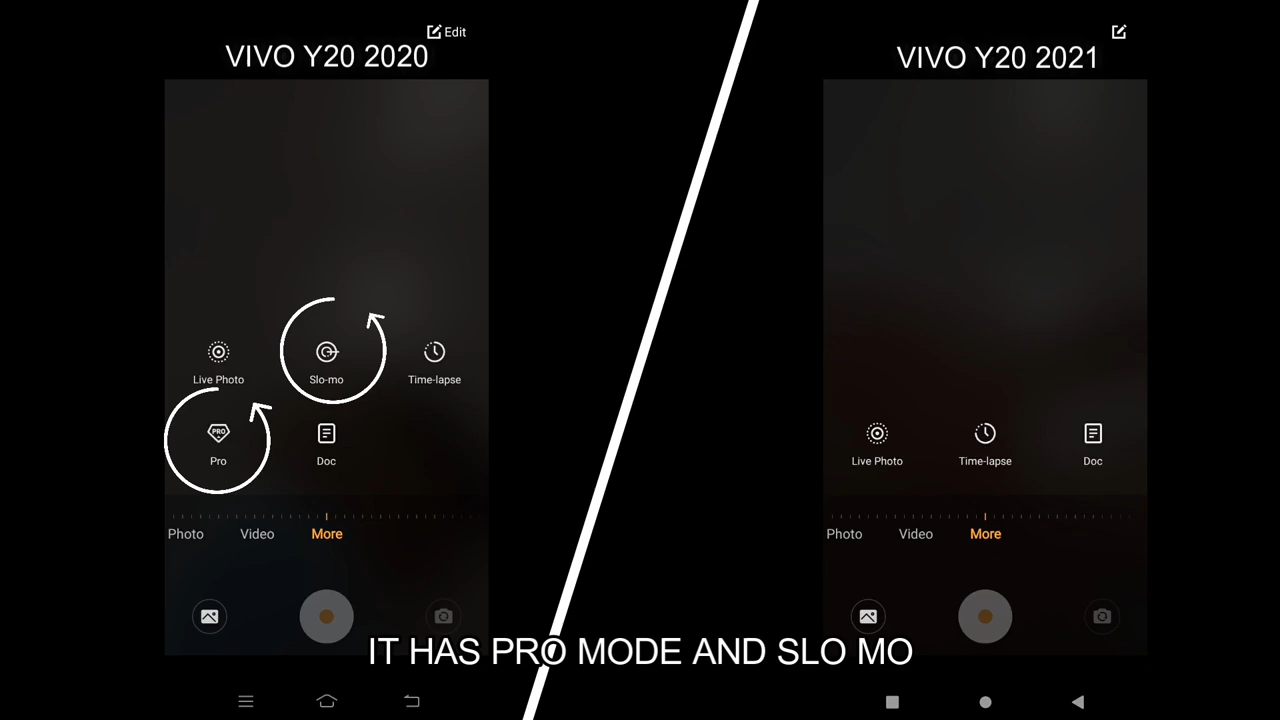 Edit
VIVO Y20 2020
Live Photo
Slo-mo
Time-lapse
PRO
Pro
Doc
Photo
Video
More
VIVO Y20 2021
Live Photo
Time-lapse
Doc
Photo
Video
More
IT HAS PRO MODE AND SLO MO